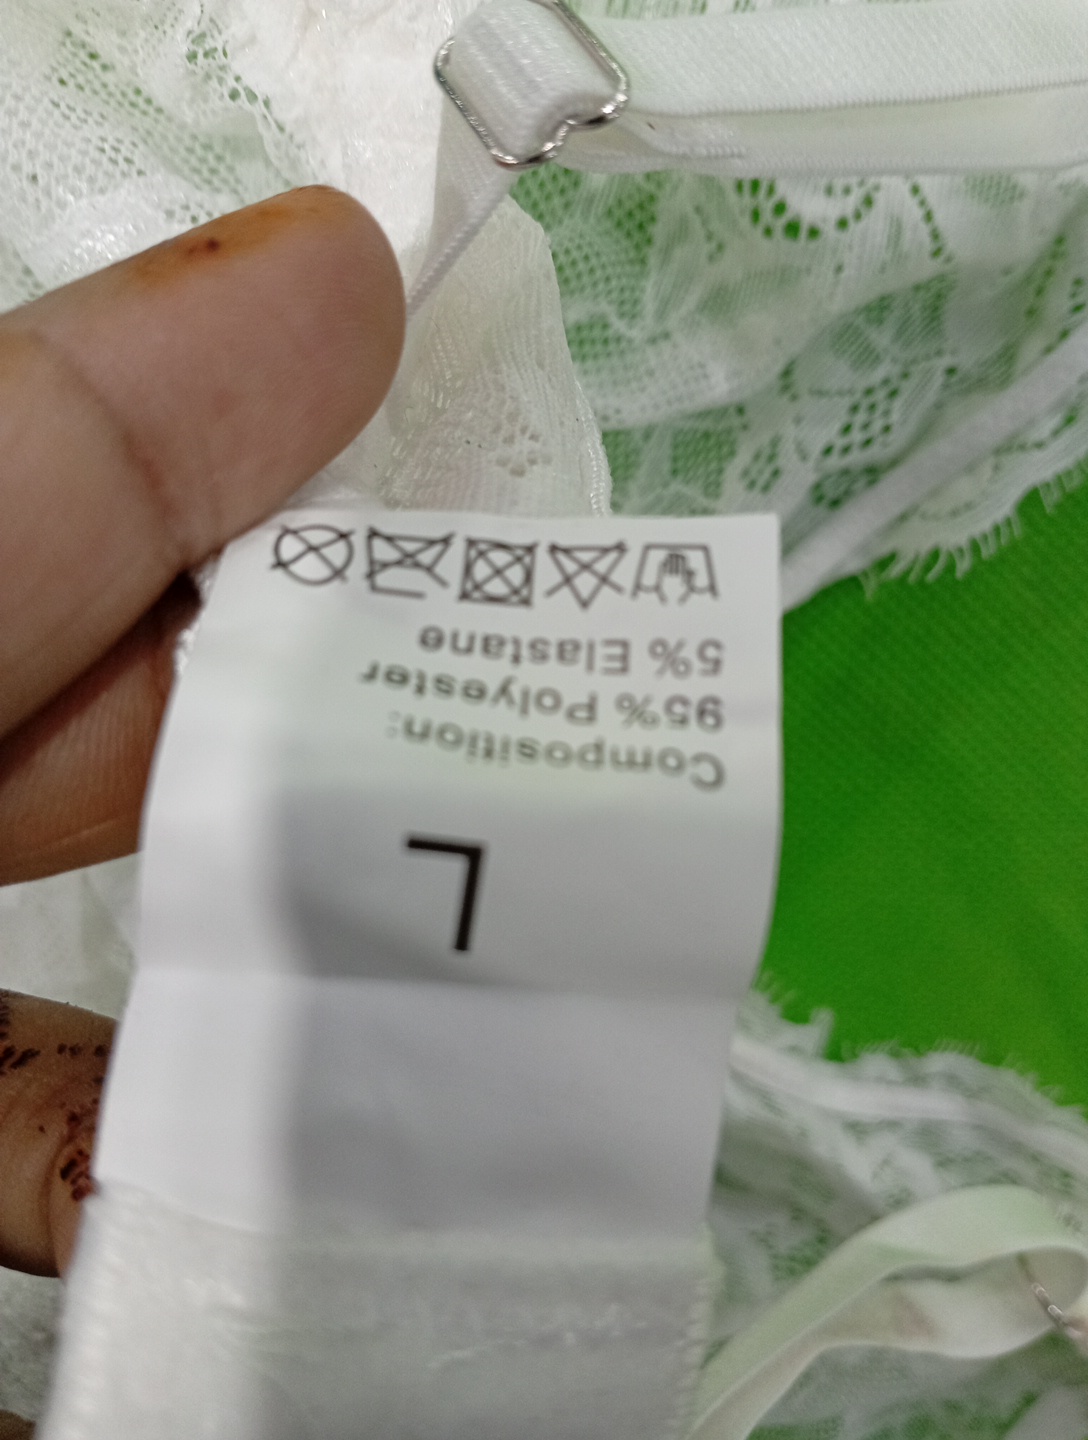 L
Composition:
95% Polyester
5% Elastane